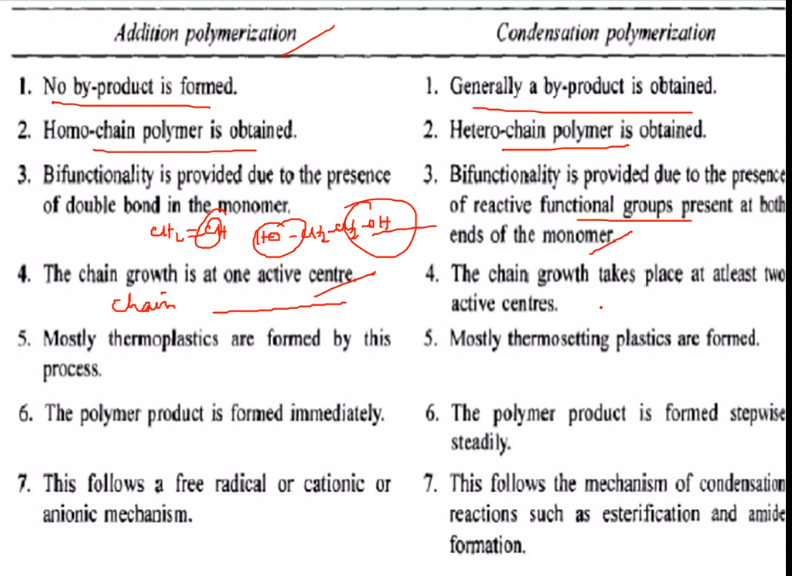 Addition polymerization Condensation polymerization
1. No by-product is formed. 1. Generally a by-product is obtained.
2. Homo-chain polymer is obtained. 2. Hetero-chain polymer is obtained.
3. Bifunctionality is provided due to the presence 3. Bifunctionality is provided due to the presence
of double bond in the monomer. of reactive functional groups present at both
CH2=CH HO-CH2-CH2-OH ends of the monomer.
4. The chain growth is at one active centre. 4. The chain growth takes place at atleast two
chain active centres.
5. Mostly thermoplastics are formed by this 5. Mostly thermosetting plastics are formed.
process.
6. The polymer product is formed immediately. 6. The polymer product is formed stepwise
steadily.
7. This follows a free radical or cationic or 7. This follows the mechanism of condensation
anionic mechanism. reactions such as esterification and amide
formation.